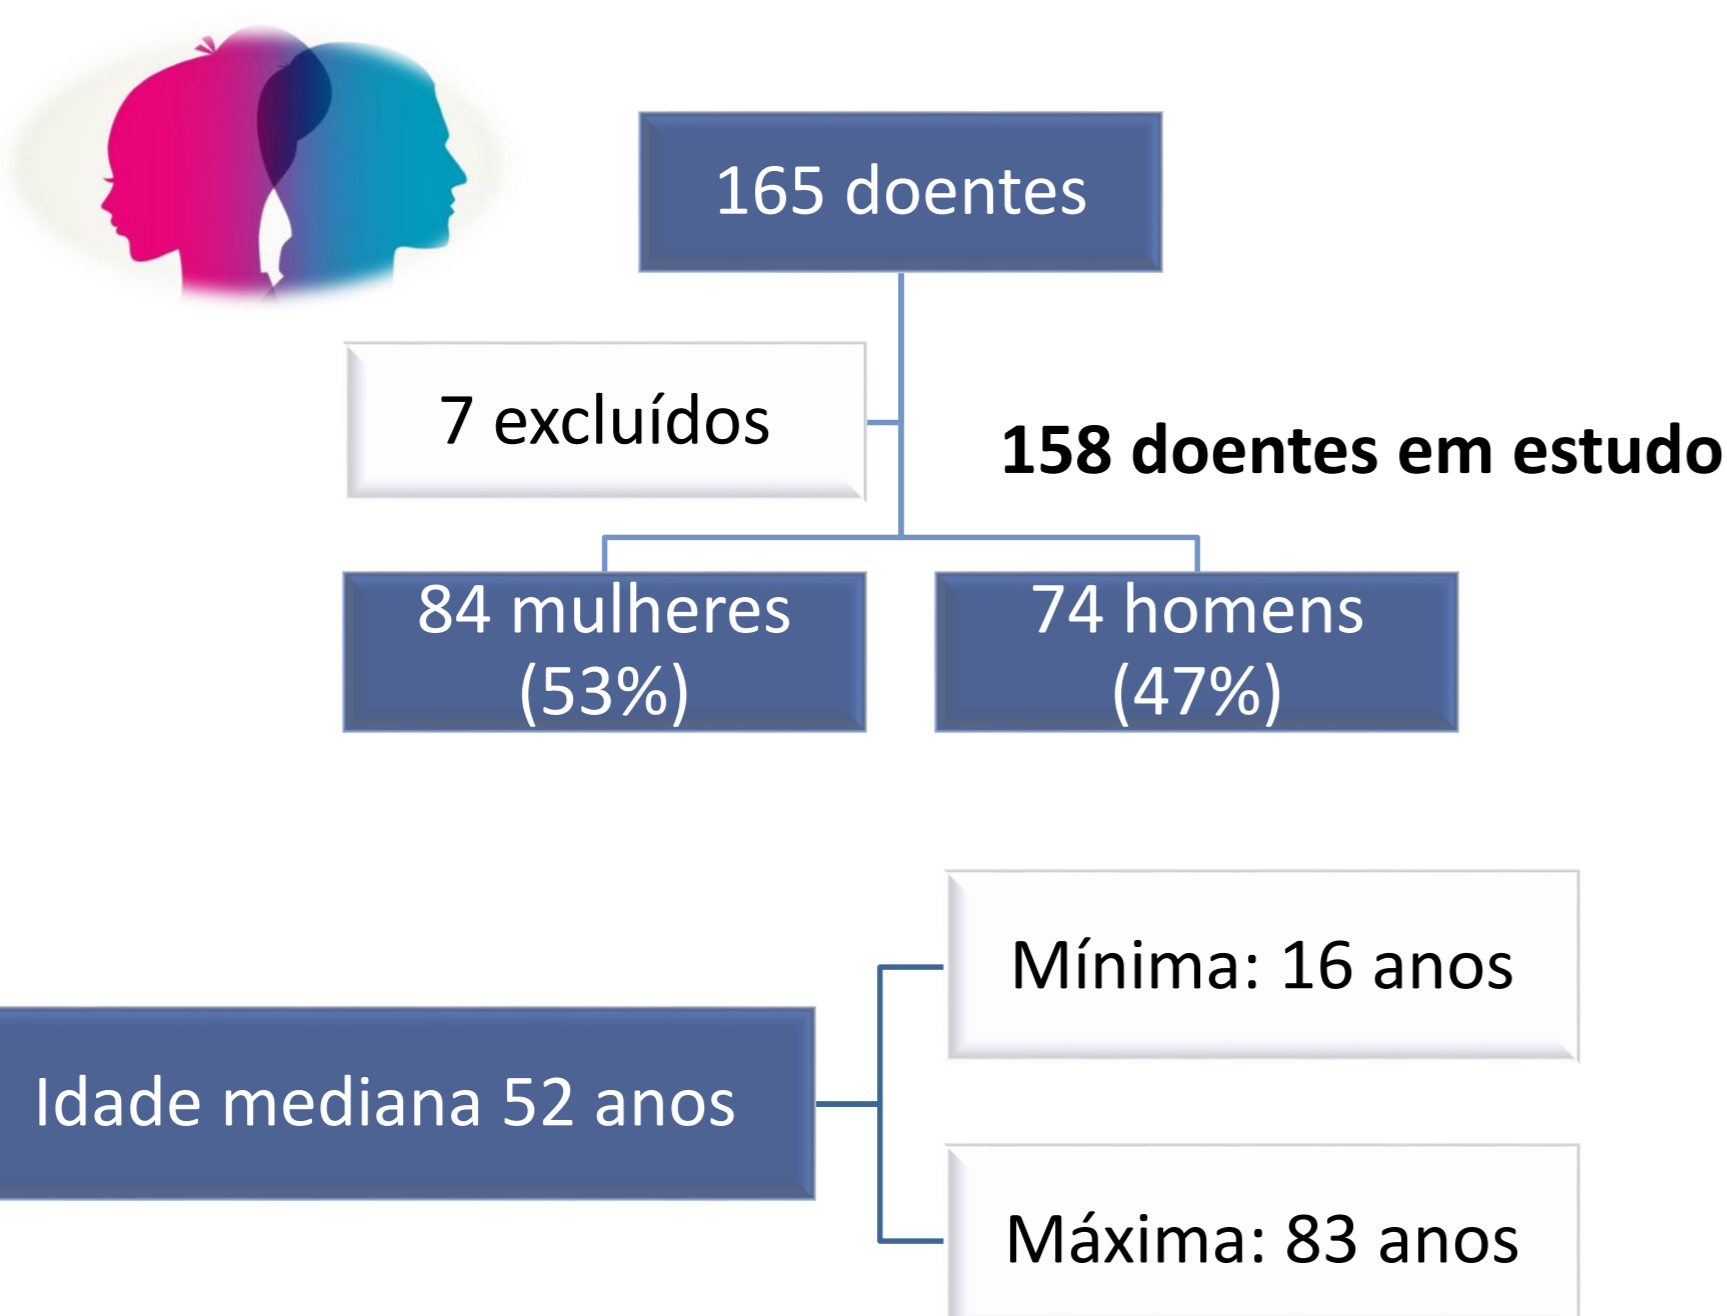 165 doentes
7 excluídos
158 doentes em estudo
84 mulheres
(53%)
74 homens
(47%)
Mínima: 16 anos
Idade mediana 52 anos
Máxima: 83 anos